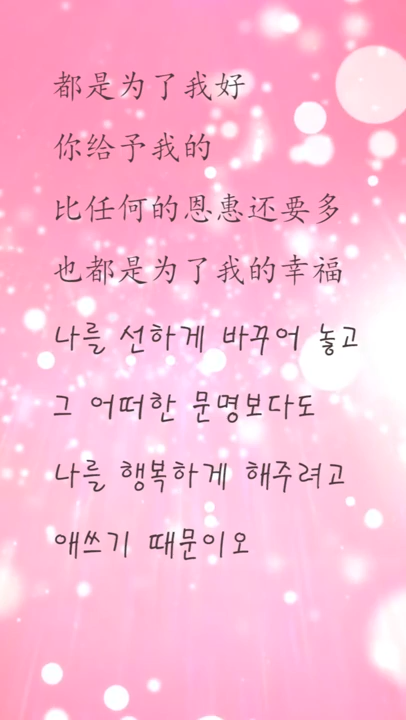 都是为了我好
你给予我的
比任何的恩惠还要多
也都是为了我的幸福
나를 선하게 바꾸어 놓고
그 어떠한 문명보다도
나를 행복하게 해주려고
애쓰기 때문이오